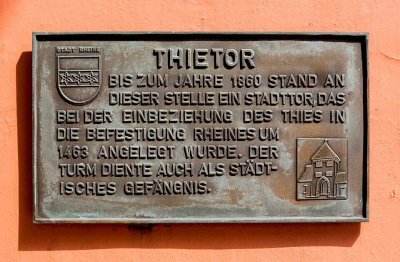 STADT RHEINE
THIETOR
BIS ZUM JAHRE 1860 STAND AN
DIESER STELLE EIN STADTTOR, DAS
BEI DER EINBEZIEHUNG DES THIES IN
DIE BEFESTIGUNG RHEINES UM
1463 ANGELEGT WURDE. DER
TURM DIENTE AUCH ALS STÄDT-
ISCHES GEFÄNGNIS.